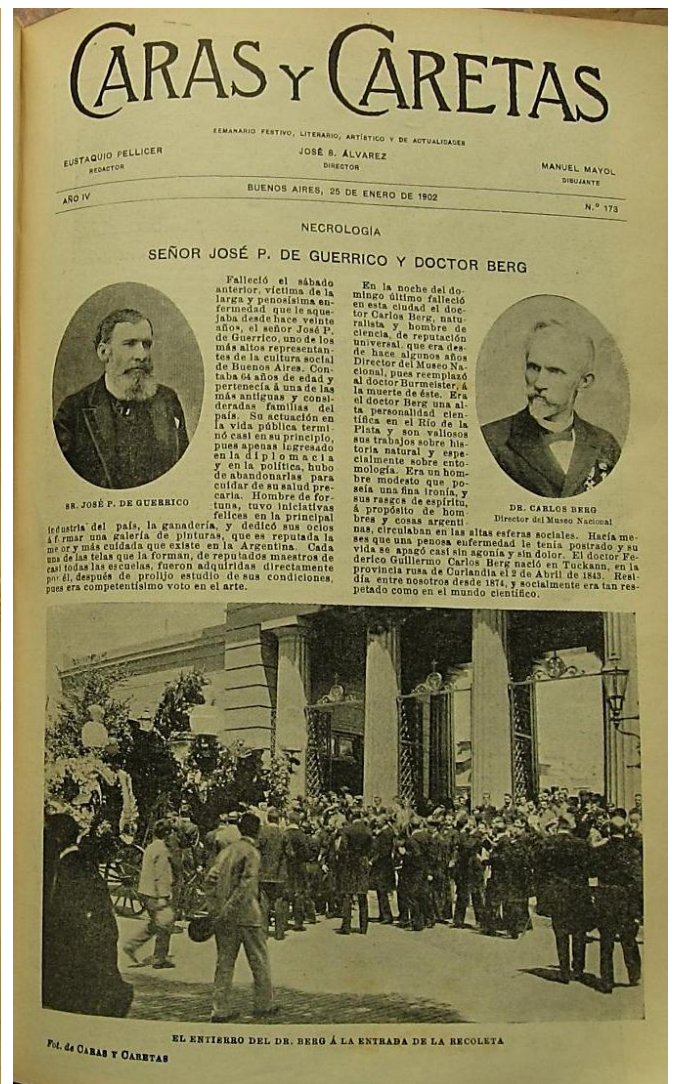 CARAS Y CARETAS
SEMANARIO FESTIVO, LITERARIO, ARTÍSTICO Y DE ACTUALIDADES
EUSTAQUIO PELLICER
REDACTOR
JOSÉ S. ÁLVAREZ
DIRECTOR
MANUEL MAYOL
DIBUJANTE
AÑO IV
BUENOS AIRES, 25 DE ENERO DE 1902
N.º 173
NECROLOGÍA
SEÑOR JOSÉ P. DE GUERRICO Y DOCTOR BERG
Falleció el sábado
anterior, víctima de la
larga y penosísima en-
fermedad que le aque-
jaba desde hace veinte
años, el señor José P.
de Guerrico, uno de los
más altos representan-
tes de la cultura social
de Buenos Aires. Con-
taba 64 años de edad y
pertenecía á una de las
más antiguas y consi-
deradas familias del
país. Su actuación en
la vida pública termi-
nó casi en su principio,
pues apenas ingresado
en la diplomacia
y en la política, hubo
de abandonarlas para
cuidar de su salud pre-
caria. Hombre de for-
tuna, tuvo iniciativas
felices en la principal
SR. JOSÉ P. DE GUERRICO
industria del país, la ganadería, y dedicó sus ocios
á formar una galería de pinturas, que es reputada la
mejor y más cuidada que existe en la Argentina. Cada
una de las telas que la forman, de reputados maestros de
casi todas las escuelas, fueron adquiridas directamente
por él, después de prolijo estudio de sus condiciones,
pues era competentísimo voto en el arte.
En la noche del do-
mingo último falleció
en esta ciudad el doc-
tor Carlos Berg, natu-
ralista y hombre de
ciencia, de reputación
universal, que era des-
de hace algunos años
Director del Museo Na-
cional, pues reemplazó
al doctor Burmeister, á
la muerte de éste. Era
el doctor Berg una al-
ta personalidad cien-
tífica en el Río de la
Plata y son valiosos
sus trabajos sobre his-
toria natural y espe-
cialmente sobre ento-
mología. Era un hom-
bre modesto que po-
seía una fina ironía, y
sus rasgos de espíritu,
á propósito de hom-
bres y cosas argenti-
DR. CARLOS BERG
Director del Museo Nacional
nas, circulaban en las altas esferas sociales. Hacía me-
ses que una penosa enfermedad le tenía postrado y su
vida se apagó casi sin agonía y sin dolor. El doctor Fe-
derico Guillermo Carlos Berg nació en Tuckann, en la
provincia rusa de Curlandia el 2 de Abril de 1843. Resi-
día entre nosotros desde 1874, y socialmente era tan res-
petado como en el mundo científico.
EL ENTIERRO DEL DR. BERG Á LA ENTRADA DE LA RECOLETA
Fot. de CARAS Y CARETAS